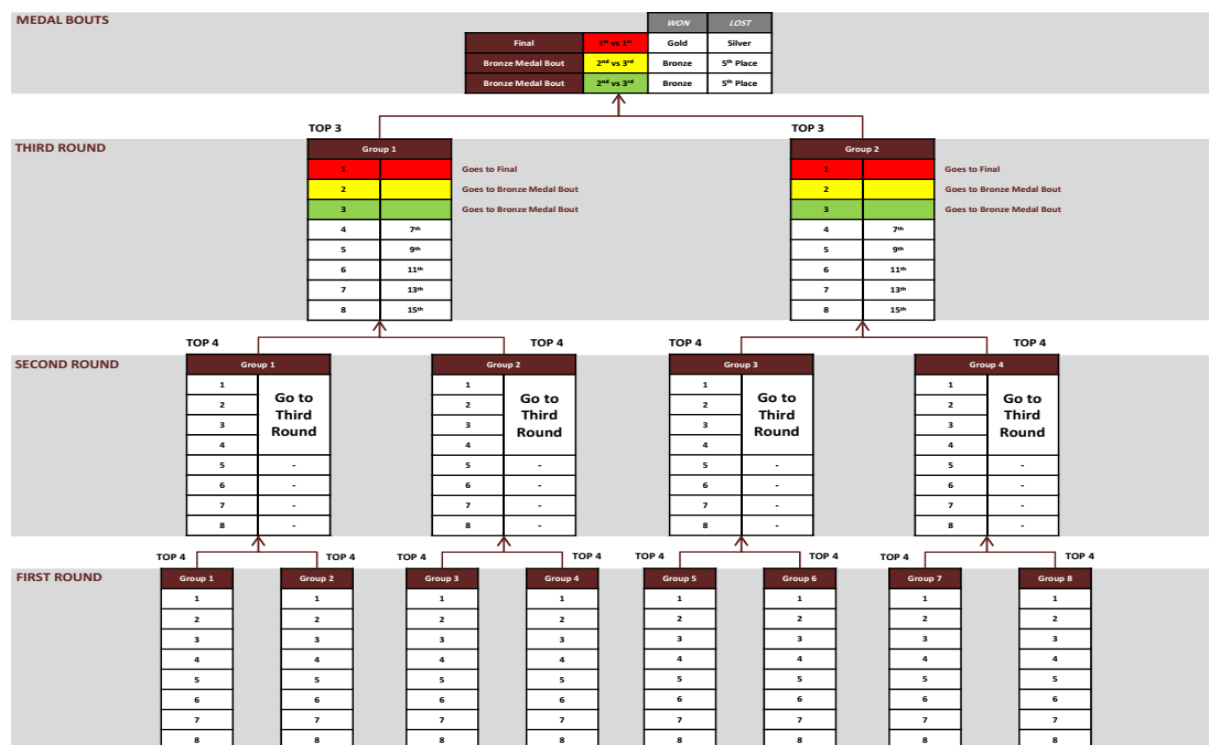 MEDAL BOUTS
WON LOST
Final 1st vs 1st Gold Silver
Bronze Medal Bout 2nd vs 3rd Bronze 5th Place
Bronze Medal Bout 2nd vs 3rd Bronze 5th Place
TOP 3 TOP 3
THIRD ROUND
Group 1 Group 2
1 Goes to Final 1 Goes to Final
2 Goes to Bronze Medal Bout 2 Goes to Bronze Medal Bout
3 Goes to Bronze Medal Bout 3 Goes to Bronze Medal Bout
4 7th 4 7th
5 9th 5 9th
6 11th 6 11th
7 13th 7 13th
8 15th 8 15th
TOP 4 TOP 4 TOP 4 TOP 4
SECOND ROUND
Group 1 Group 2 Group 3 Group 4
1 1 1 1
Go to Go to Go to Go to
2 2 2 2
Third Third Third Third
3 3 3 3
Round Round Round Round
4 4 4 4
5 - 5 - 5 - 5 -
6 - 6 - 6 - 6 -
7 - 7 - 7 - 7 -
8 - 8 - 8 - 8 -
TOP 4 TOP 4 TOP 4 TOP 4 TOP 4 TOP 4 TOP 4 TOP 4
FIRST ROUND
Group 1 Group 2 Group 3 Group 4 Group 5 Group 6 Group 7 Group 8
1 1 1 1 1 1 1 1
2 2 2 2 2 2 2 2
3 3 3 3 3 3 3 3
4 4 4 4 4 4 4 4
5 5 5 5 5 5 5 5
6 6 6 6 6 6 6 6
7 7 7 7 7 7 7 7
8 8 8 8 8 8 8 8